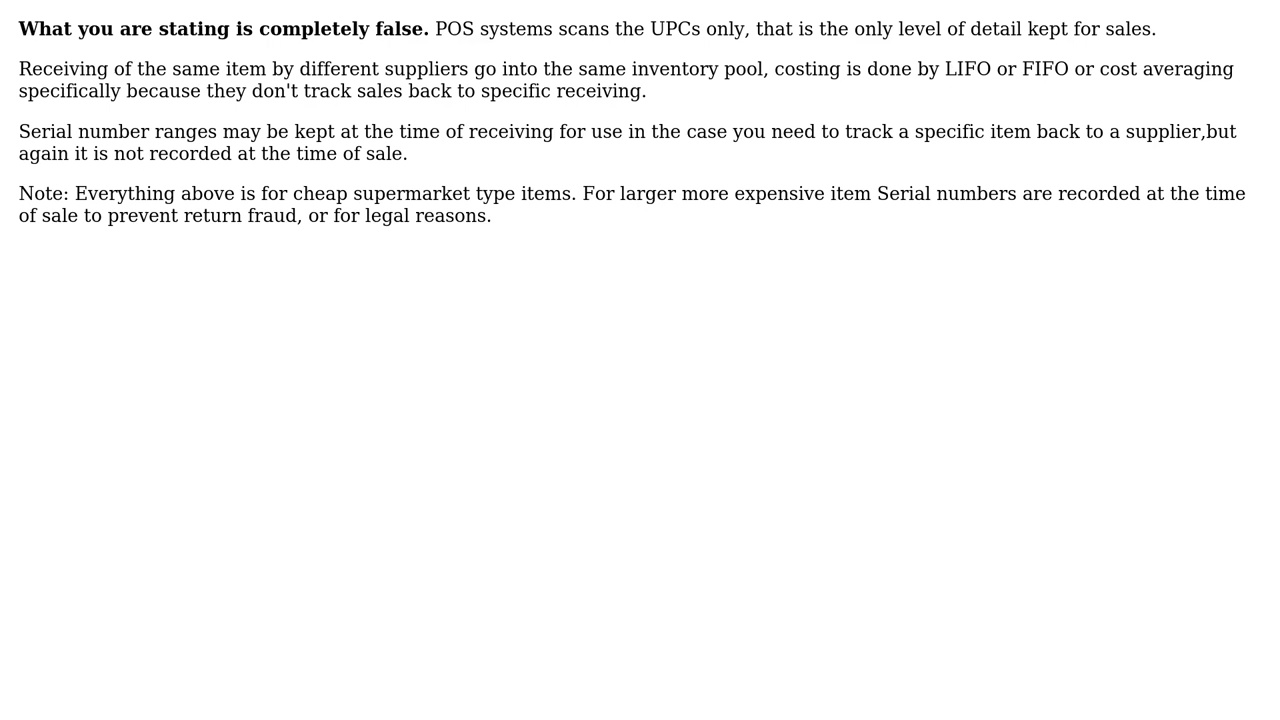 What you are stating is completely false. POS systems scans the UPCs only, that is the only level of detail kept for sales.
Receiving of the same item by different suppliers go into the same inventory pool, costing is done by LIFO or FIFO or cost averaging
specifically because they don't track sales back to specific receiving.
Serial number ranges may be kept at the time of receiving for use in the case you need to track a specific item back to a supplier,but
again it is not recorded at the time of sale.
Note: Everything above is for cheap supermarket type items. For larger more expensive item Serial numbers are recorded at the time
of sale to prevent return fraud, or for legal reasons.